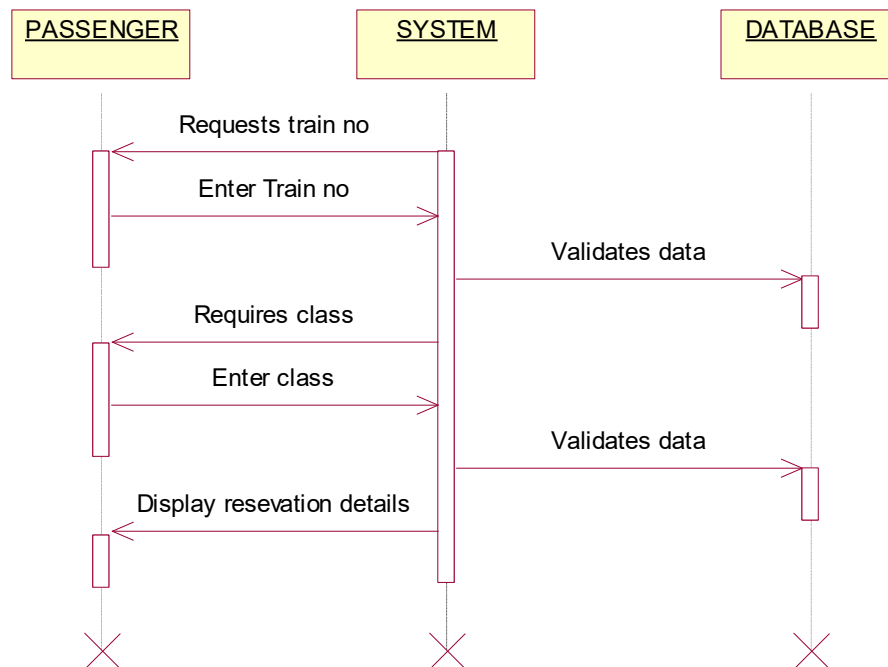 PASSENGER
SYSTEM
DATABASE
Requests train no
Enter Train no
Validates data
Requires class
Enter class
Validates data
Display resevation details